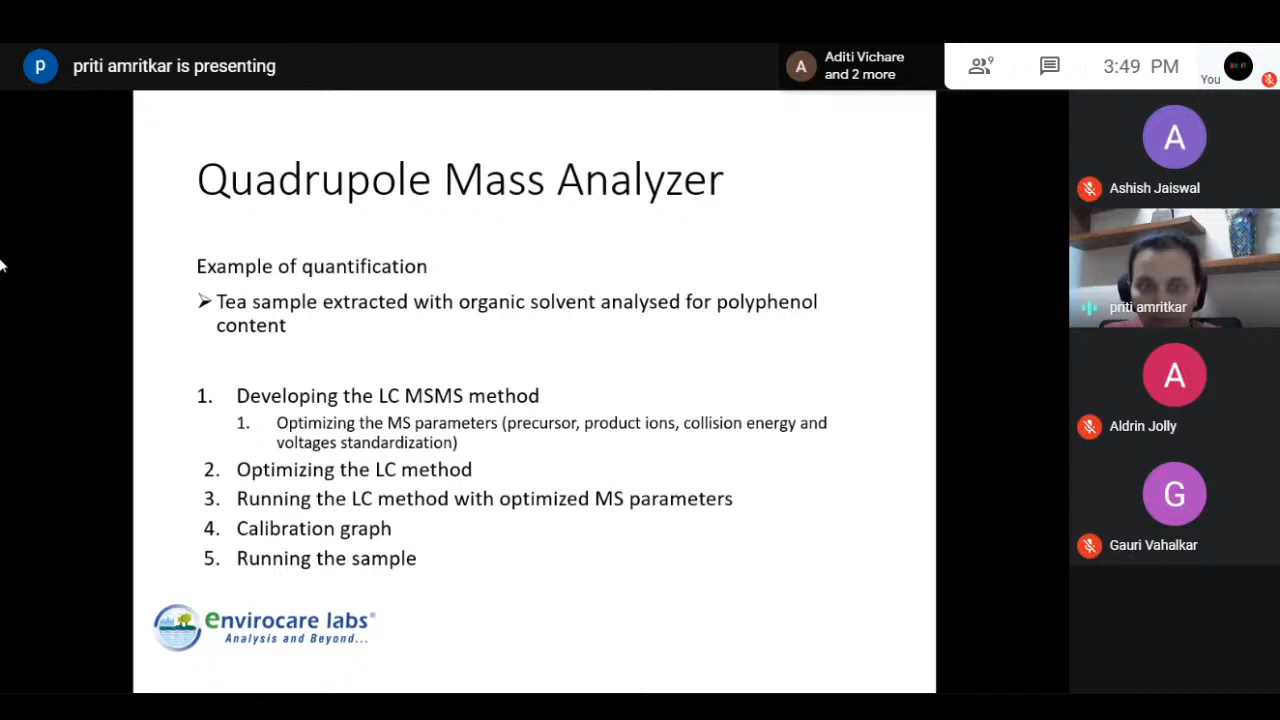 p
priti amritkar is presenting
A
Aditi Vichare
and 2 more
9
3:49 PM
You
Quadrupole Mass Analyzer
Example of quantification
➢ Tea sample extracted with organic solvent analysed for polyphenol
content
1. Developing the LC MSMS method
1. Optimizing the MS parameters (precursor, product ions, collision energy and
voltages standardization)
2. Optimizing the LC method
3. Running the LC method with optimized MS parameters
4. Calibration graph
5. Running the sample
envirocare labs®
Analysis and Beyond...
A
Ashish Jaiswal
priti amritkar
A
Aldrin Jolly
G
Gauri Vahalkar